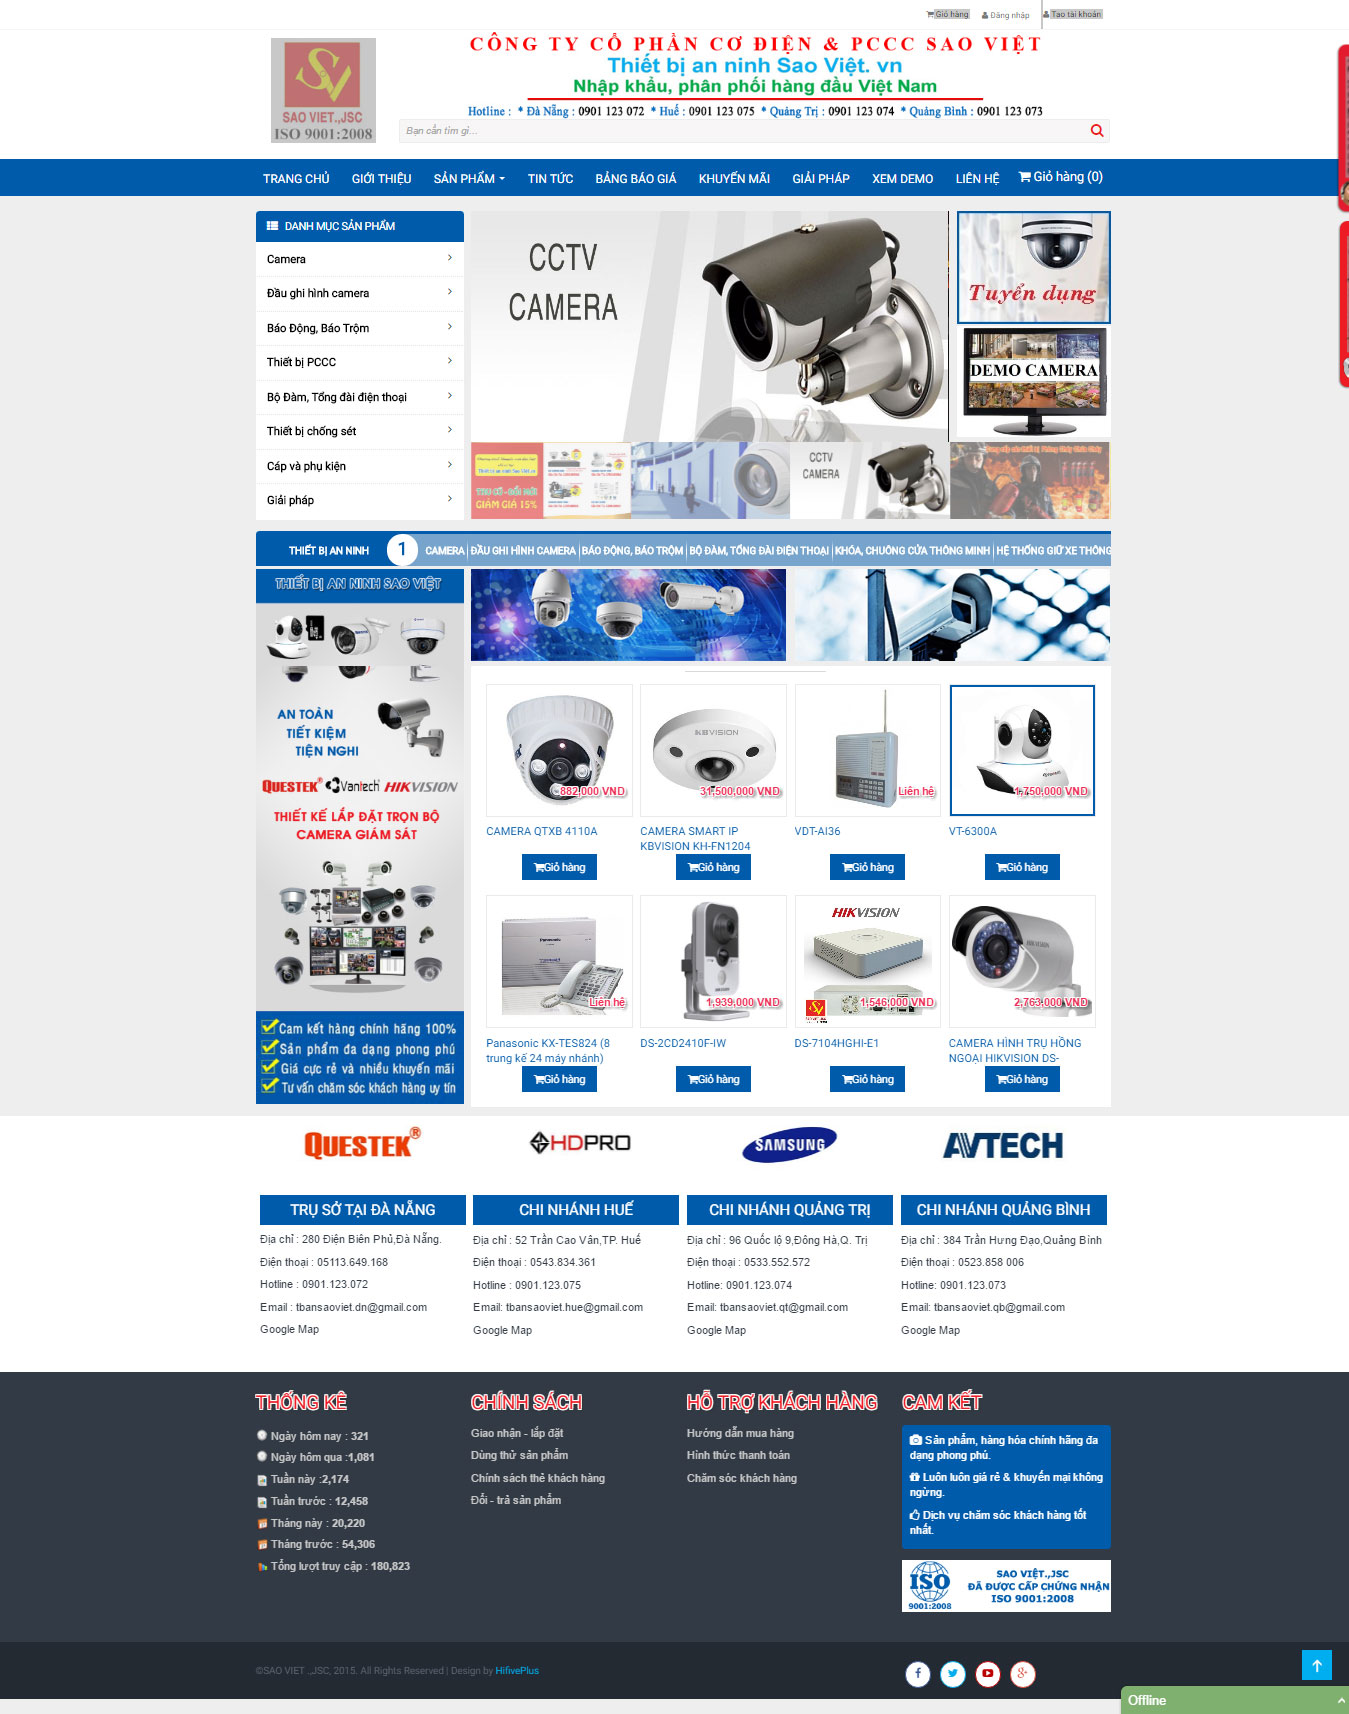 Giỏ hàng  Đăng nhập  Tạo tài khoản
SV
SAO VIET.,JSC
ISO 9001:2008
CÔNG TY CỔ PHẦN CƠ ĐIỆN & PCCC SAO VIỆT
Thiết bị an ninh Sao Việt. vn
Nhập khẩu, phân phối hàng đầu Việt Nam
Hotline : * Đà Nẵng : 0901 123 072 * Huế : 0901 123 075 * Quảng Trị : 0901 123 074 * Quảng Bình : 0901 123 073
Bạn cần tìm gì...
TRANG CHỦ  GIỚI THIỆU  SẢN PHẨM  TIN TỨC  BẢNG BÁO GIÁ  KHUYẾN MÃI  GIẢI PHÁP  XEM DEMO  LIÊN HỆ  Giỏ hàng (0)
DANH MỤC SẢN PHẨM
Camera
Đầu ghi hình camera
Báo Động, Báo Trộm
Thiết bị PCCC
Bộ Đàm, Tổng đài điện thoại
Thiết bị chống sét
Cáp và phụ kiện
Giải pháp
CCTV
CAMERA
Tuyển dụng
DEMO CAMERA
THU CŨ - ĐỔI MỚI
GIẢM GIÁ 15%
CCTV
CAMERA
THIẾT BỊ AN NINH  1  CAMERA  ĐẦU GHI HÌNH CAMERA  BÁO ĐỘNG, BÁO TRỘM  BỘ ĐÀM, TỔNG ĐÀI ĐIỆN THOẠI  KHÓA, CHUÔNG CỬA THÔNG MINH  HỆ THỐNG GIỮ XE THÔNG
THIẾT BỊ AN NINH SAO VIỆT
AN TOÀN
TIẾT KIỆM
TIỆN NGHI
QUESTEK  Vantech  HIKVISION
THIẾT KẾ LẮP ĐẶT TRỌN BỘ
CAMERA GIÁM SÁT
Cam kết hàng chính hãng 100%
Sản phẩm đa dạng phong phú
Giá cực rẻ và nhiều khuyến mãi
Tư vấn chăm sóc khách hàng uy tín
KBVISION
882,000 VND  31,500,000 VND  Liên hệ  1,750,000 VND
CAMERA QTXB 4110A  CAMERA SMART IP KBVISION KH-FN1204  VDT-AI36  VT-6300A
Giỏ hàng  Giỏ hàng  Giỏ hàng  Giỏ hàng
Panasonic
HIKVISION
Liên hệ  1,939,000 VND  1,546,000 VND  2,763,000 VND
Panasonic KX-TES824 (8 trung kế 24 máy nhánh)  DS-2CD2410F-IW  DS-7104HGHI-E1  CAMERA HÌNH TRỤ HỒNG NGOẠI HIKVISION DS-
Giỏ hàng  Giỏ hàng  Giỏ hàng  Giỏ hàng
QUESTEK®  HDPRO  SAMSUNG  AVTECH
TRỤ SỞ TẠI ĐÀ NẴNG
Địa chỉ : 280 Điện Biên Phủ,Đà Nẵng.
Điện thoại : 05113.649.168
Hotline : 0901.123.072
Email : tbansaoviet.dn@gmail.com
Google Map
CHI NHÁNH HUẾ
Địa chỉ : 52 Trần Cao Vân,TP. Huế
Điện thoại : 0543.834.361
Hotline : 0901.123.075
Email: tbansaoviet.hue@gmail.com
Google Map
CHI NHÁNH QUẢNG TRỊ
Địa chỉ : 96 Quốc lộ 9,Đông Hà,Q. Trị
Điện thoại : 0533.552.572
Hotline: 0901.123.074
Email: tbansaoviet.qt@gmail.com
Google Map
CHI NHÁNH QUẢNG BÌNH
Địa chỉ : 384 Trần Hưng Đạo,Quảng Bình
Điện thoại : 0523.858 006
Hotline: 0901.123.073
Email: tbansaoviet.qb@gmail.com
Google Map
THỐNG KÊ
Ngày hôm nay : 321
Ngày hôm qua :1,081
Tuần này :2,174
Tuần trước : 12,458
Tháng này : 20,220
Tháng trước : 54,306
Tổng lượt truy cập : 180,823
CHÍNH SÁCH
Giao nhận - lắp đặt
Dùng thử sản phẩm
Chính sách thẻ khách hàng
Đổi - trả sản phẩm
HỖ TRỢ KHÁCH HÀNG
Hướng dẫn mua hàng
Hình thức thanh toán
Chăm sóc khách hàng
CAM KẾT
Sản phẩm, hàng hóa chính hãng đa
dạng phong phú.
Luôn luôn giá rẻ & khuyến mại không
ngừng.
Dịch vụ chăm sóc khách hàng tốt
nhất.
ISO
9001:2008
SAO VIỆT.,JSC
ĐÃ ĐƯỢC CẤP CHỨNG NHẬN
ISO 9001:2008
©SAO VIET .,JSC, 2015. All Rights Reserved | Design by HifivePlus
Offline